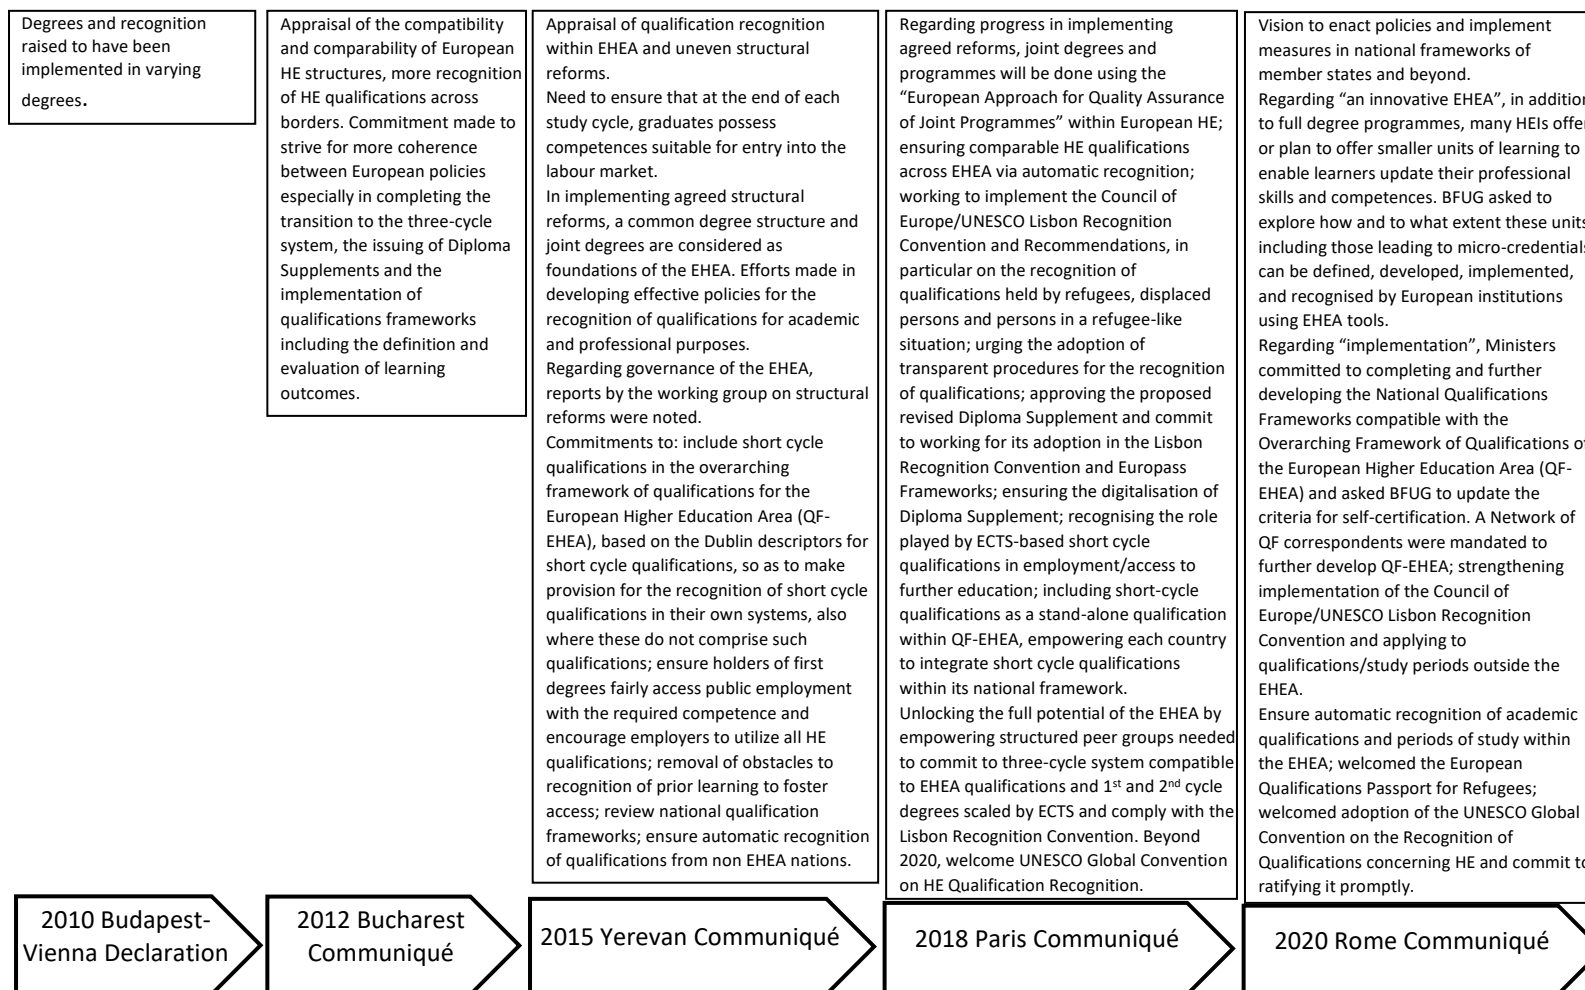 Degrees and recognition
raised to have been
implemented in varying
degrees.
Appraisal of the compatibility
and comparability of European
HE structures, more recognition
of HE qualifications across
borders. Commitment made to
strive for more coherence
between European policies
especially in completing the
transition to the three-cycle
system, the issuing of Diploma
Supplements and the
implementation of
qualifications frameworks
including the definition and
evaluation of learning
outcomes.
Appraisal of qualification recognition
within EHEA and uneven structural
reforms.
Need to ensure that at the end of each
study cycle, graduates possess
competences suitable for entry into the
labour market.
In implementing agreed structural
reforms, a common degree structure and
joint degrees are considered as
foundations of the EHEA. Efforts made in
developing effective policies for the
recognition of qualifications for academic
and professional purposes.
Regarding governance of the EHEA,
reports by the working group on structural
reforms were noted.
Commitments to: include short cycle
qualifications in the overarching
framework of qualifications for the
European Higher Education Area (QF-
EHEA), based on the Dublin descriptors for
short cycle qualifications, so as to make
provision for the recognition of short cycle
qualifications in their own systems, also
where these do not comprise such
qualifications; ensure holders of first
degrees fairly access public employment
with the required competence and
encourage employers to utilize all HE
qualifications; removal of obstacles to
recognition of prior learning to foster
access; review national qualification
frameworks; ensure automatic recognition
of qualifications from non EHEA nations.
Regarding progress in implementing
agreed reforms, joint degrees and
programmes will be done using the
“European Approach for Quality Assurance
of Joint Programmes” within European HE;
ensuring comparable HE qualifications
across EHEA via automatic recognition;
working to implement the Council of
Europe/UNESCO Lisbon Recognition
Convention and Recommendations, in
particular on the recognition of
qualifications held by refugees, displaced
persons and persons in a refugee-like
situation; urging the adoption of
transparent procedures for the recognition
of qualifications; approving the proposed
revised Diploma Supplement and commit
to working for its adoption in the Lisbon
Recognition Convention and Europass
Frameworks; ensuring the digitalisation of
Diploma Supplement; recognising the role
played by ECTS-based short cycle
qualifications in employment/access to
further education; including short-cycle
qualifications as a stand-alone qualification
within QF-EHEA, empowering each country
to integrate short cycle qualifications
within its national framework.
Unlocking the full potential of the EHEA by
empowering structured peer groups needed
to commit to three-cycle system compatible
to EHEA qualifications and 1st and 2nd cycle
degrees scaled by ECTS and comply with the
Lisbon Recognition Convention. Beyond
2020, welcome UNESCO Global Convention
on HE Qualification Recognition.
Vision to enact policies and implement
measures in national frameworks of
member states and beyond.
Regarding “an innovative EHEA”, in addition
to full degree programmes, many HEIs offer
or plan to offer smaller units of learning to
enable learners update their professional
skills and competences. BFUG asked to
explore how and to what extent these units
including those leading to micro-credentials
can be defined, developed, implemented,
and recognised by European institutions
using EHEA tools.
Regarding “implementation”, Ministers
committed to completing and further
developing the National Qualifications
Frameworks compatible with the
Overarching Framework of Qualifications of
the European Higher Education Area (QF-
EHEA) and asked BFUG to update the
criteria for self-certification. A Network of
QF correspondents were mandated to
further develop QF-EHEA; strengthening
implementation of the Council of
Europe/UNESCO Lisbon Recognition
Convention and applying to
qualifications/study periods outside the
EHEA.
Ensure automatic recognition of academic
qualifications and periods of study within
the EHEA; welcomed the European
Qualifications Passport for Refugees;
welcomed adoption of the UNESCO Global
Convention on the Recognition of
Qualifications concerning HE and commit to
ratifying it promptly.
2010 Budapest-
Vienna Declaration
2012 Bucharest
Communiqué
2015 Yerevan Communiqué
2018 Paris Communiqué
2020 Rome Communiqué